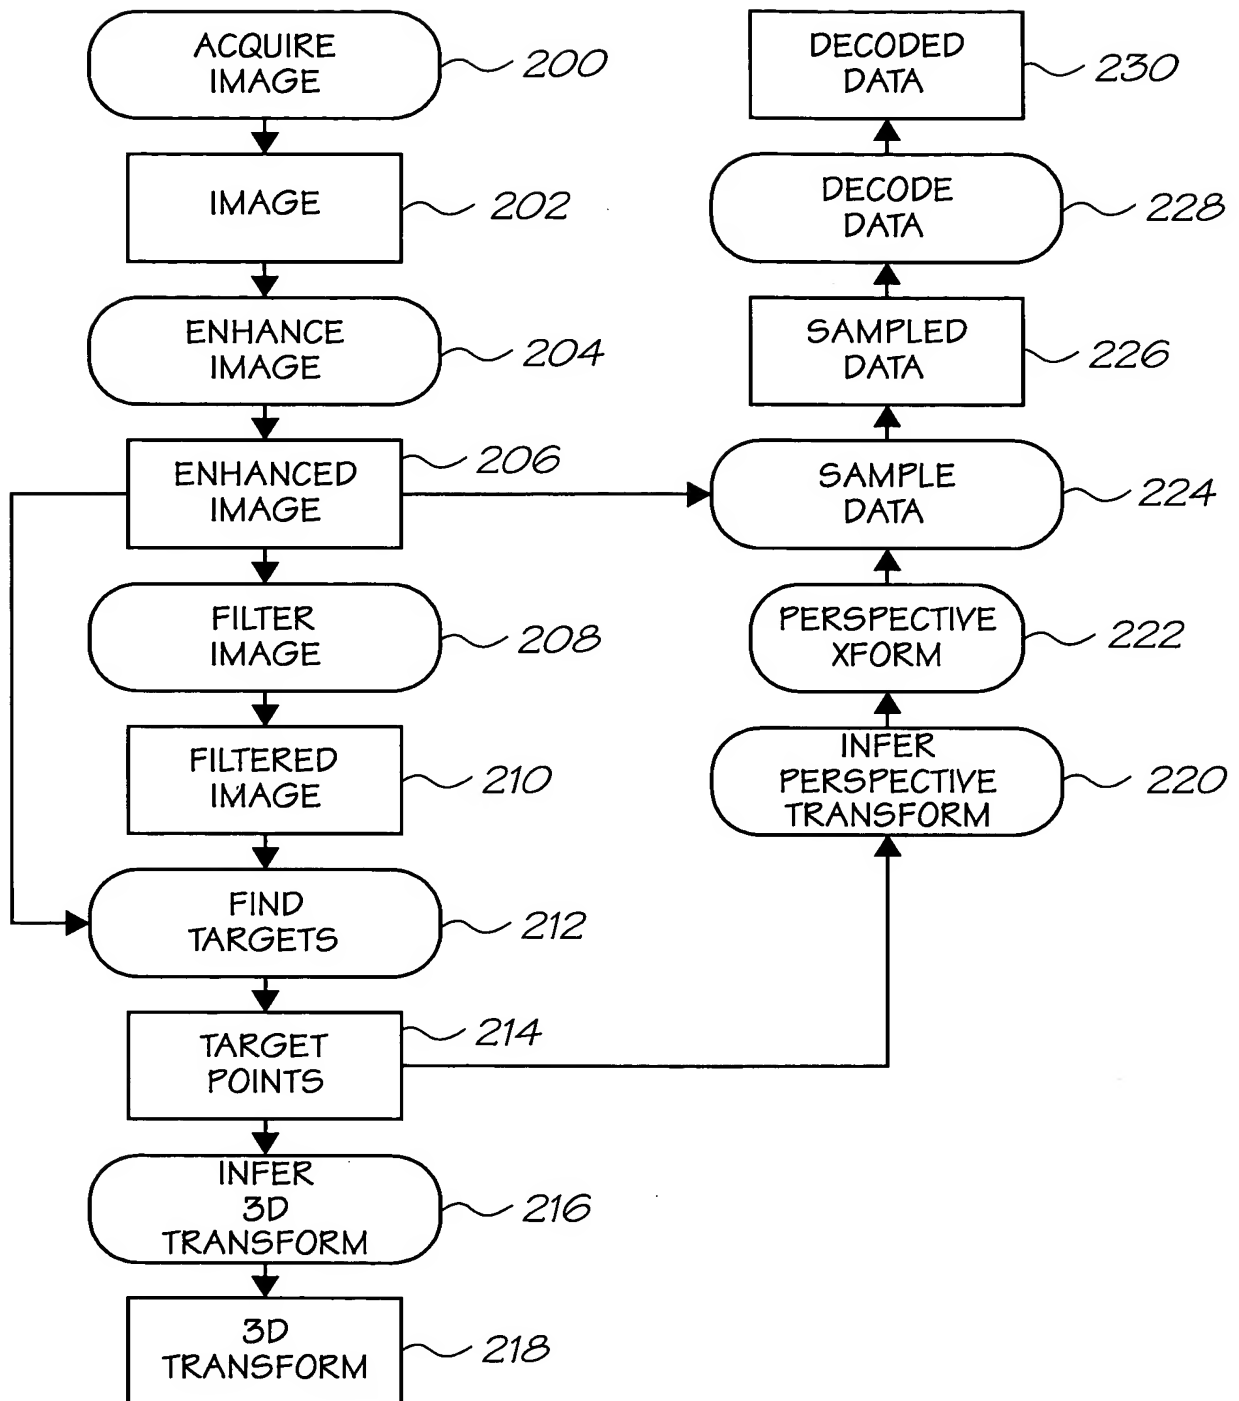 ACQUIRE
IMAGE
200
IMAGE
202
ENHANCE
IMAGE
204
ENHANCED
IMAGE
206
FILTER
IMAGE
208
FILTERED
IMAGE
210
FIND
TARGETS
212
TARGET
POINTS
214
INFER
3D
TRANSFORM
216
3D
TRANSFORM
218
DECODED
DATA
230
DECODE
DATA
228
SAMPLED
DATA
226
SAMPLE
DATA
224
PERSPECTIVE
XFORM
222
INFER
PERSPECTIVE
TRANSFORM
220